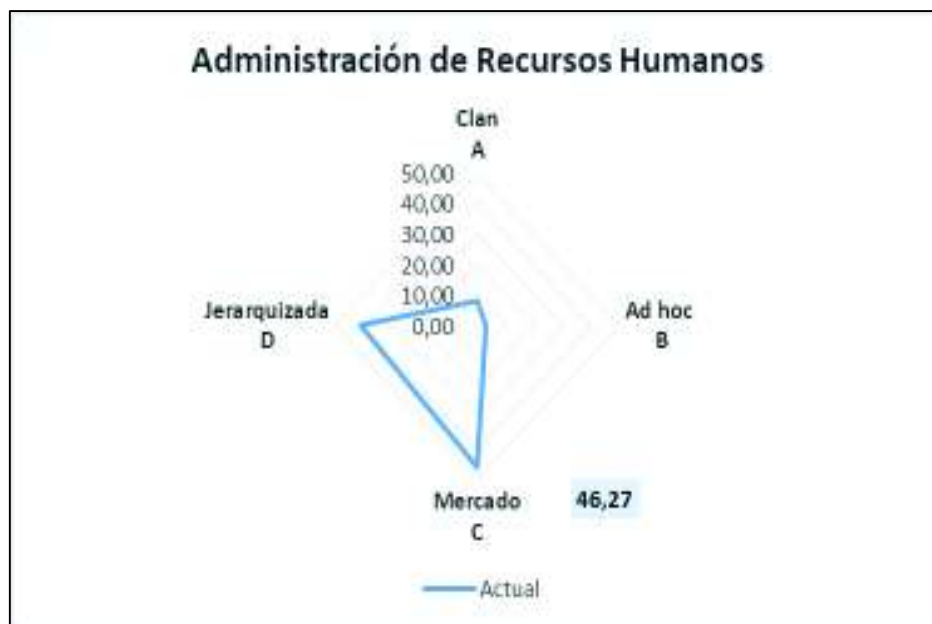 Administración de Recursos Humanos
Clan
A
50,00
40,00
30,00
20,00
10,00
0,00
Jerarquizada
D
Ad hoc
B
Mercado
C
46,27
Actual